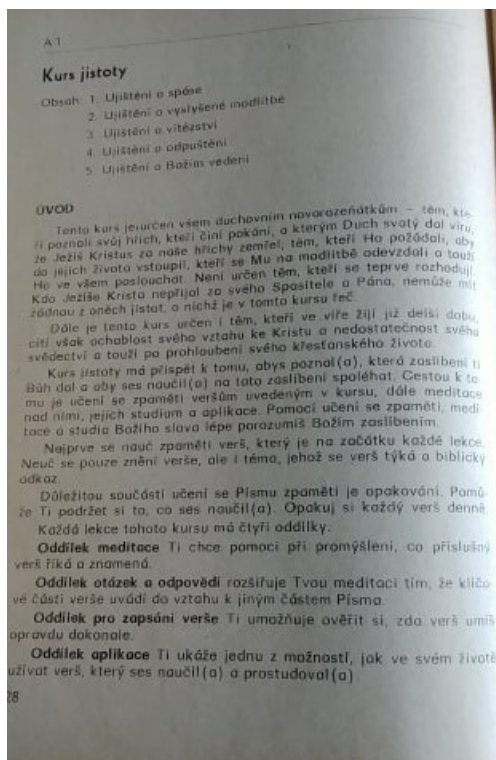 A 1
Kurs jistoty
Obsah: 1. Ujištění o spáse
2. Ujištění o vyslyšené modlitbě
3. Ujištění o vítězství
4. Ujištění o odpuštění
5. Ujištění o Božím vedení
ÚVOD
Tento kurs je určen všem duchovním novorozeňátkům – těm, kte-
ří poznali svůj hřích, kteří činí pokání, a kterým Duch svatý dal víru,
že Ježíš Kristus za naše hříchy zemřel, těm, kteří Ho požádali, aby
do jejich života vstoupil, kteří se Mu na modlitbě odevzdali a touží
Ho ve všem poslouchat. Není určen těm, kteří se teprve rozhodují.
Kdo Ježíše Krista nepřijal za svého Spasitele a Pána, nemůže mít
žádnou z oněch jistot, o nichž je v tomto kursu řeč.
Dále je tento kurs určen i těm, kteří ve víře žijí již delší dobu,
cítí však ochablost svého vztahu ke Kristu a nedostatečnost svého
svědectví a touží po prohloubení svého křesťanského života.
Kurs jistoty má přispět k tomu, abys poznal(a), která zaslíbení ti
Bůh dal a aby ses naučil(a) na tato zaslíbení spoléhat. Cestou k to-
mu je učení se zpaměti veršům uvedeným v kursu, dále meditace
nad nimi, jejich studium a aplikace. Pomocí učení se zpaměti, medi-
tace a studia Božího slova lépe porozumíš Božím zaslíbením.
Nejprve se nauč zpaměti verš, který je na začátku každé lekce.
Neuč se pouze znění verše, ale i téma, jehož se verš týká a biblický
odkaz.
Důležitou součástí učení se Písmu zpaměti je opakování. Pomů-
že Ti podržet si to, co ses naučil(a). Opakuj si každý verš denně.
Každá lekce tohoto kursu má čtyři oddílky:
Oddílek meditace Ti chce pomoci při promýšlení, co příslušný
verš říká a znamená.
Oddílek otázek a odpovědí rozšiřuje Tvou meditaci tím, že klíčo-
vé části verše uvádí do vztahu k jiným částem Písma.
Oddílek pro zapsání verše Ti umožňuje ověřit si, zda verš umíš
opravdu dokonale.
Oddílek aplikace Ti ukáže jednu z možností, jak ve svém životě
užívat verš, který ses naučil(a) a prostudoval(a)
28